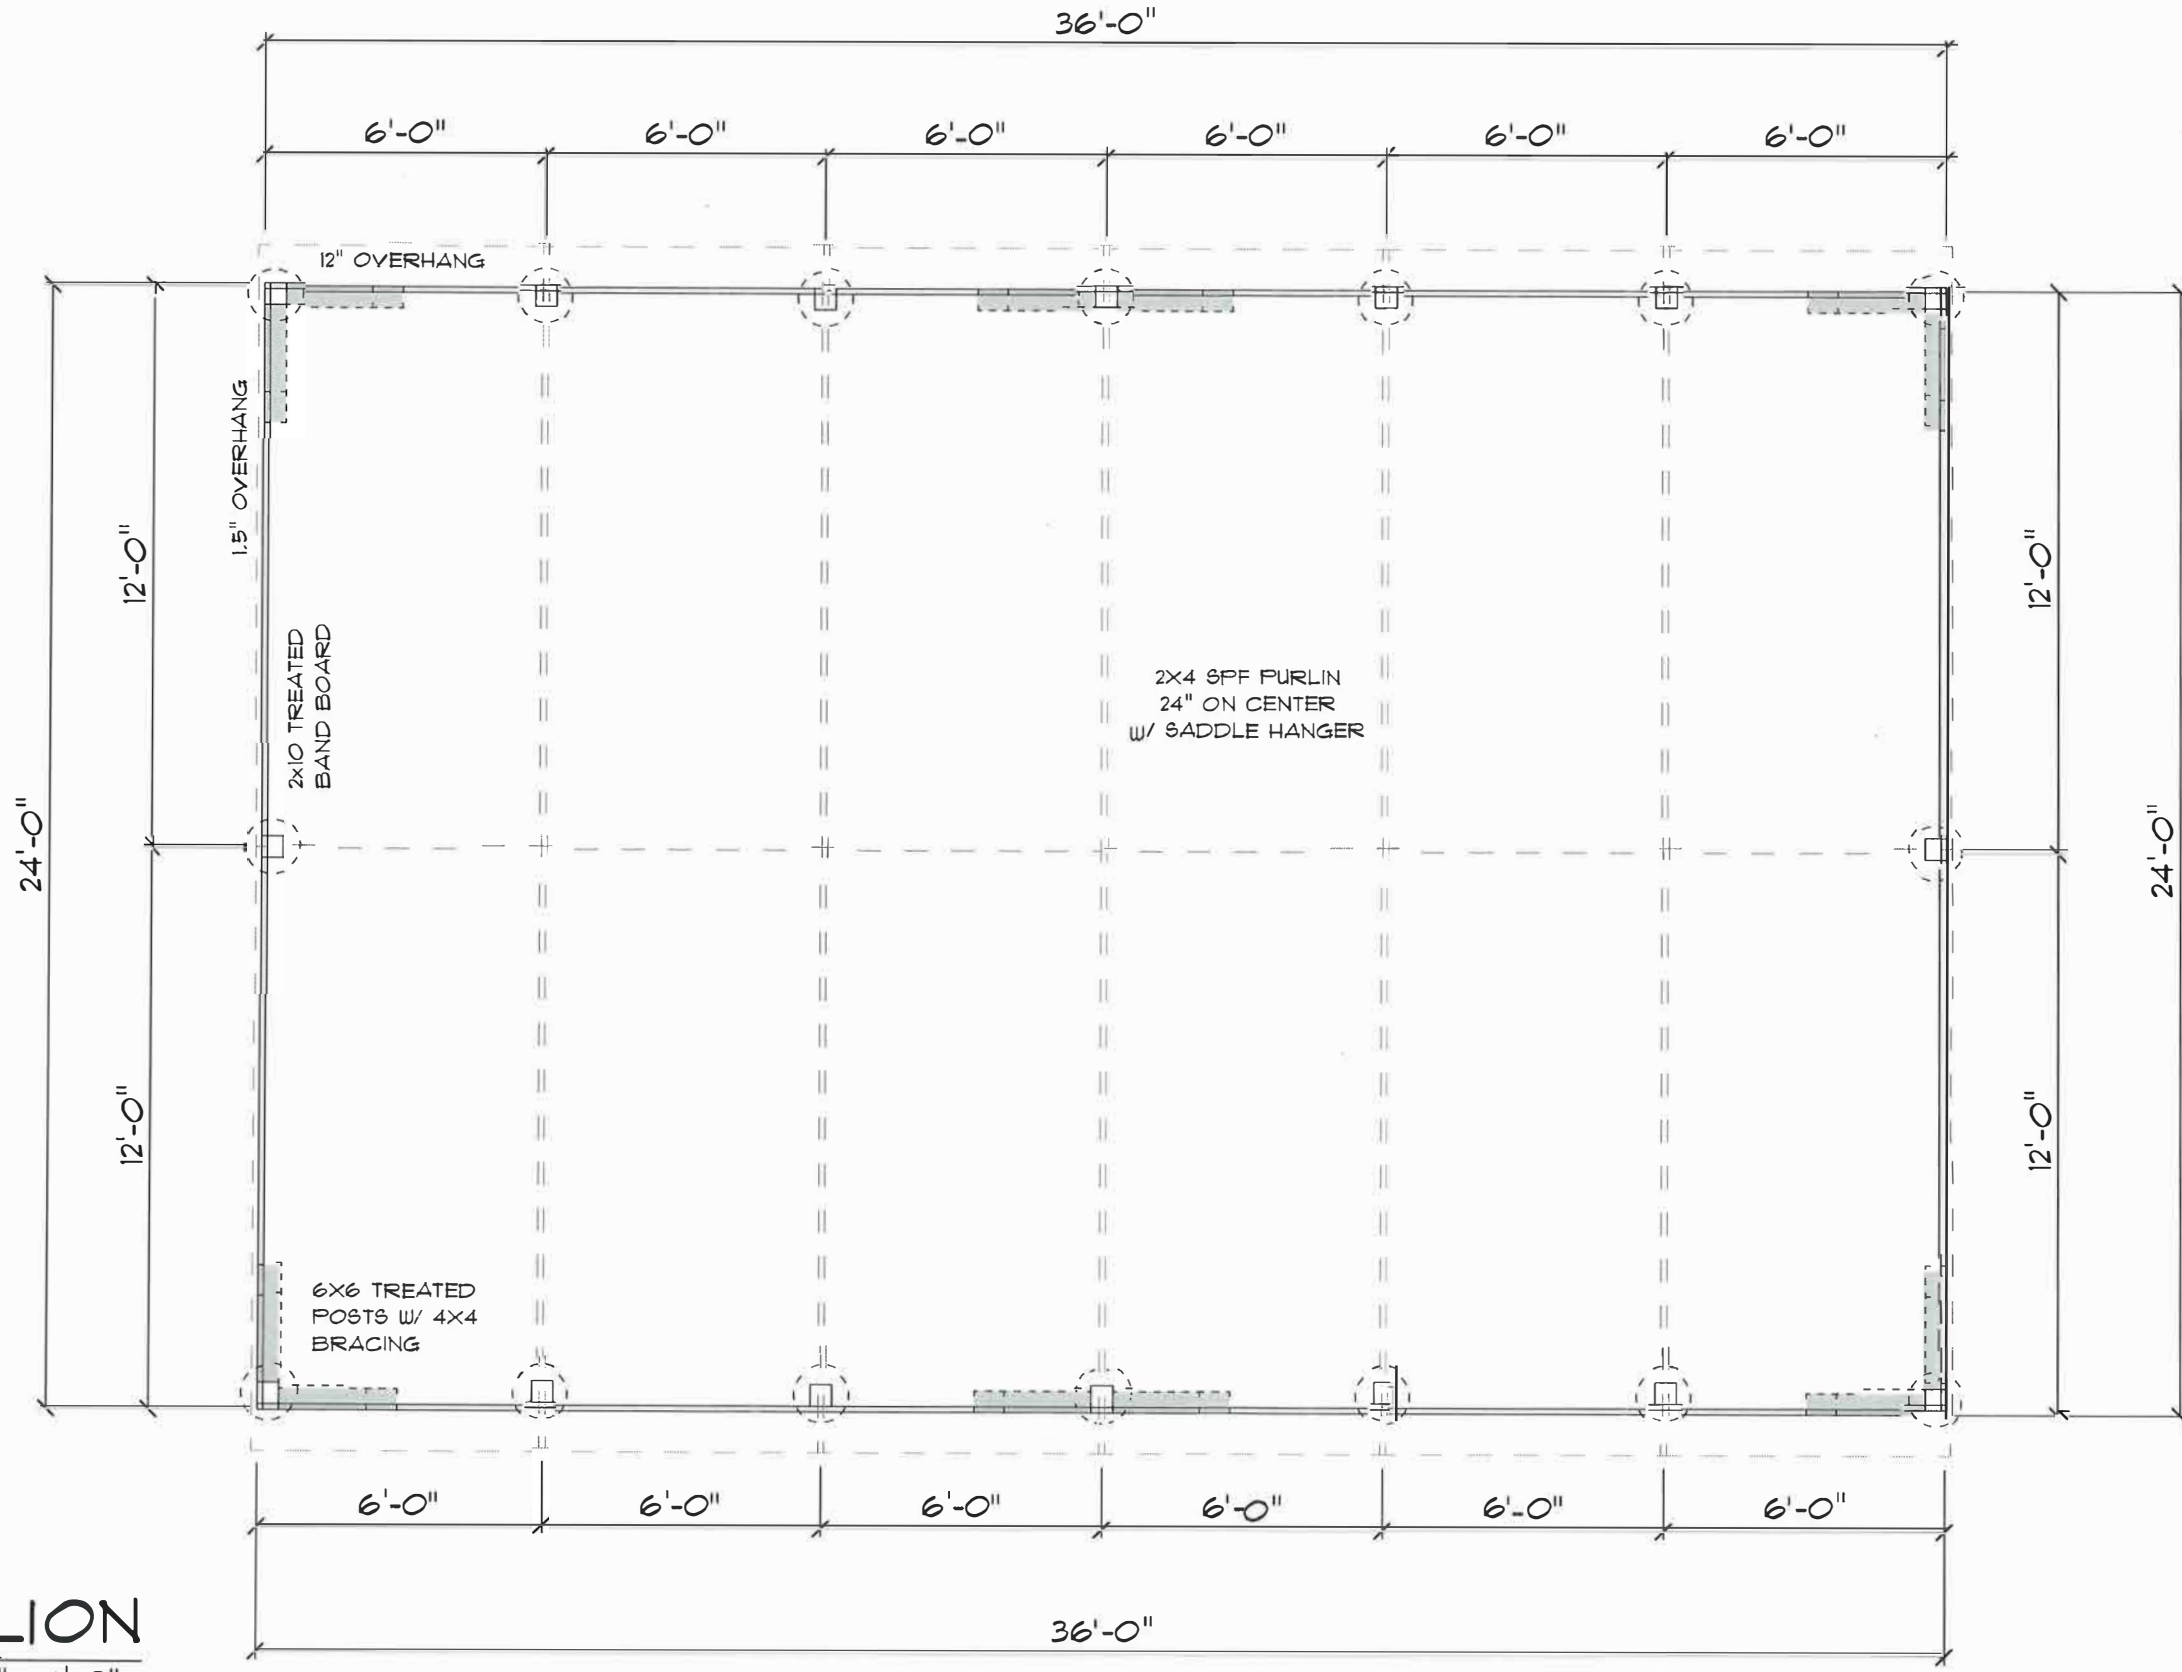 36'-0"
6'-0" 6'-0" 6'-0" 6'-0" 6'-0" 6'-0"
12" OVERHANG
1.5" OVERHANG
12'-0"
12'-0"
2x10 TREATED
BAND BOARD
2X4 SPF PURLIN
24" ON CENTER
W/ SADDLE HANGER
24'-0"
24'-0"
12'-0"
12'-0"
6X6 TREATED
POSTS W/ 4X4
BRACING
6'-0" 6'-0" 6'-0" 6'-0" 6'-0" 6'-0"
36'-0"
LION